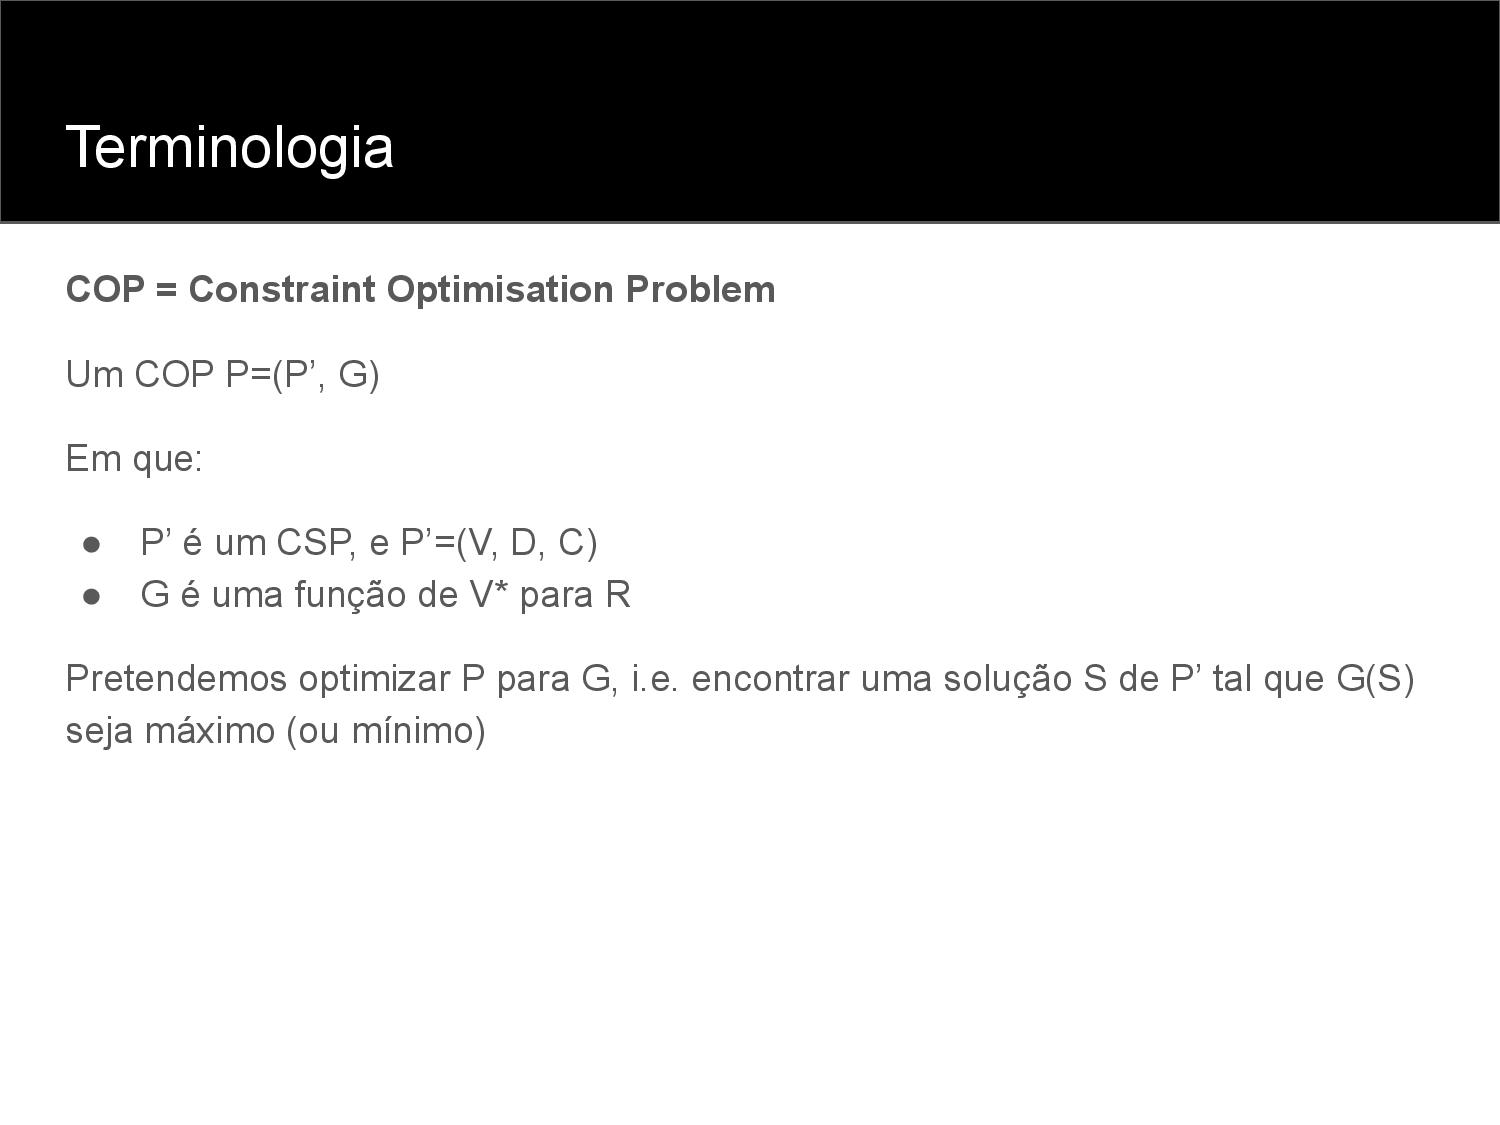 Terminologia
COP = Constraint Optimisation Problem
Um COP P=(P’, G)
Em que:
● P’ é um CSP, e P’=(V, D, C)
● G é uma função de V* para R
Pretendemos optimizar P para G, i.e. encontrar uma solução S de P’ tal que G(S)
seja máximo (ou mínimo)